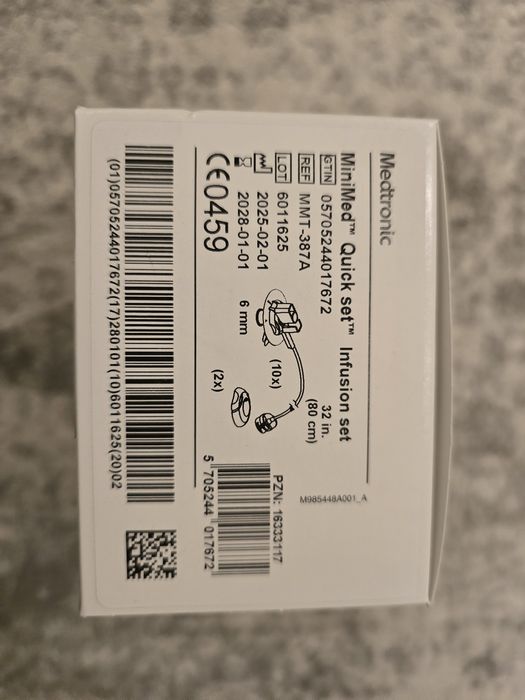 Medtronic
MiniMed™ Quick set™ Infusion set
GTIN 05705244017672
32 in.
(80 cm)
REF MMT-387A
LOT 6011625
(10x)
2025-02-01
2028-01-01
6 mm
(2x)
CE0459
M985448A001_A
PZN: 16333117
5 705244 017672
(01)05705244017672(17)280101(10)6011625(20)02